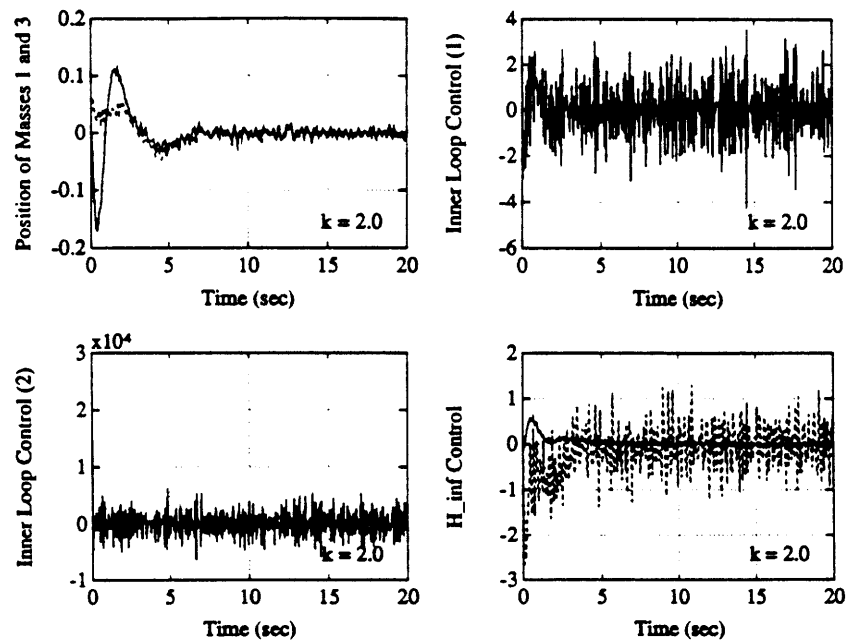 0.2
0.1
0
-0.1
-0.2
Position of Masses 1 and 3
k = 2.0
0 5 10 15 20
Time (sec)
4
2
0
-2
-4
-6
Inner Loop Control (1)
k = 2.0
0 5 10 15 20
Time (sec)
x10⁴
3
2
1
0
-1
Inner Loop Control (2)
k = 2.0
0 5 10 15 20
Time (sec)
2
1
0
-1
-2
-3
H_inf Control
k = 2.0
0 5 10 15 20
Time (sec)